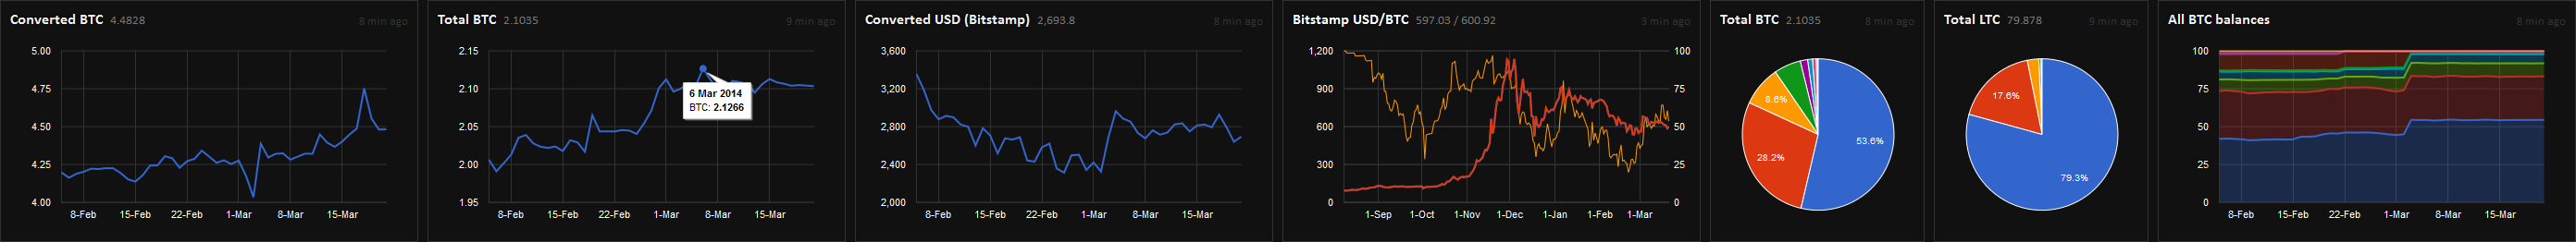 Converted BTC 4.4828 8 min ago
5.00
4.75
4.50
4.25
4.00
8-Feb 15-Feb 22-Feb 1-Mar 8-Mar 15-Mar
Total BTC 2.1035 9 min ago
2.15
2.10
2.05
2.00
1.95
6 Mar 2014
BTC: 2.1266
8-Feb 15-Feb 22-Feb 1-Mar 8-Mar 15-Mar
Converted USD (Bitstamp) 2,693.8 8 min ago
3,600
3,200
2,800
2,400
2,000
8-Feb 15-Feb 22-Feb 1-Mar 8-Mar 15-Mar
Bitstamp USD/BTC 597.03 / 600.92 3 min ago
1,200 100
900 75
600 50
300 25
0 0
1-Sep 1-Oct 1-Nov 1-Dec 1-Jan 1-Feb 1-Mar
Total BTC 2.1035 8 min ago
8.6%
53.6%
28.2%
Total LTC 79.878 9 min ago
17.6%
79.3%
All BTC balances 8 min ago
100
75
50
25
0
8-Feb 15-Feb 22-Feb 1-Mar 8-Mar 15-Mar